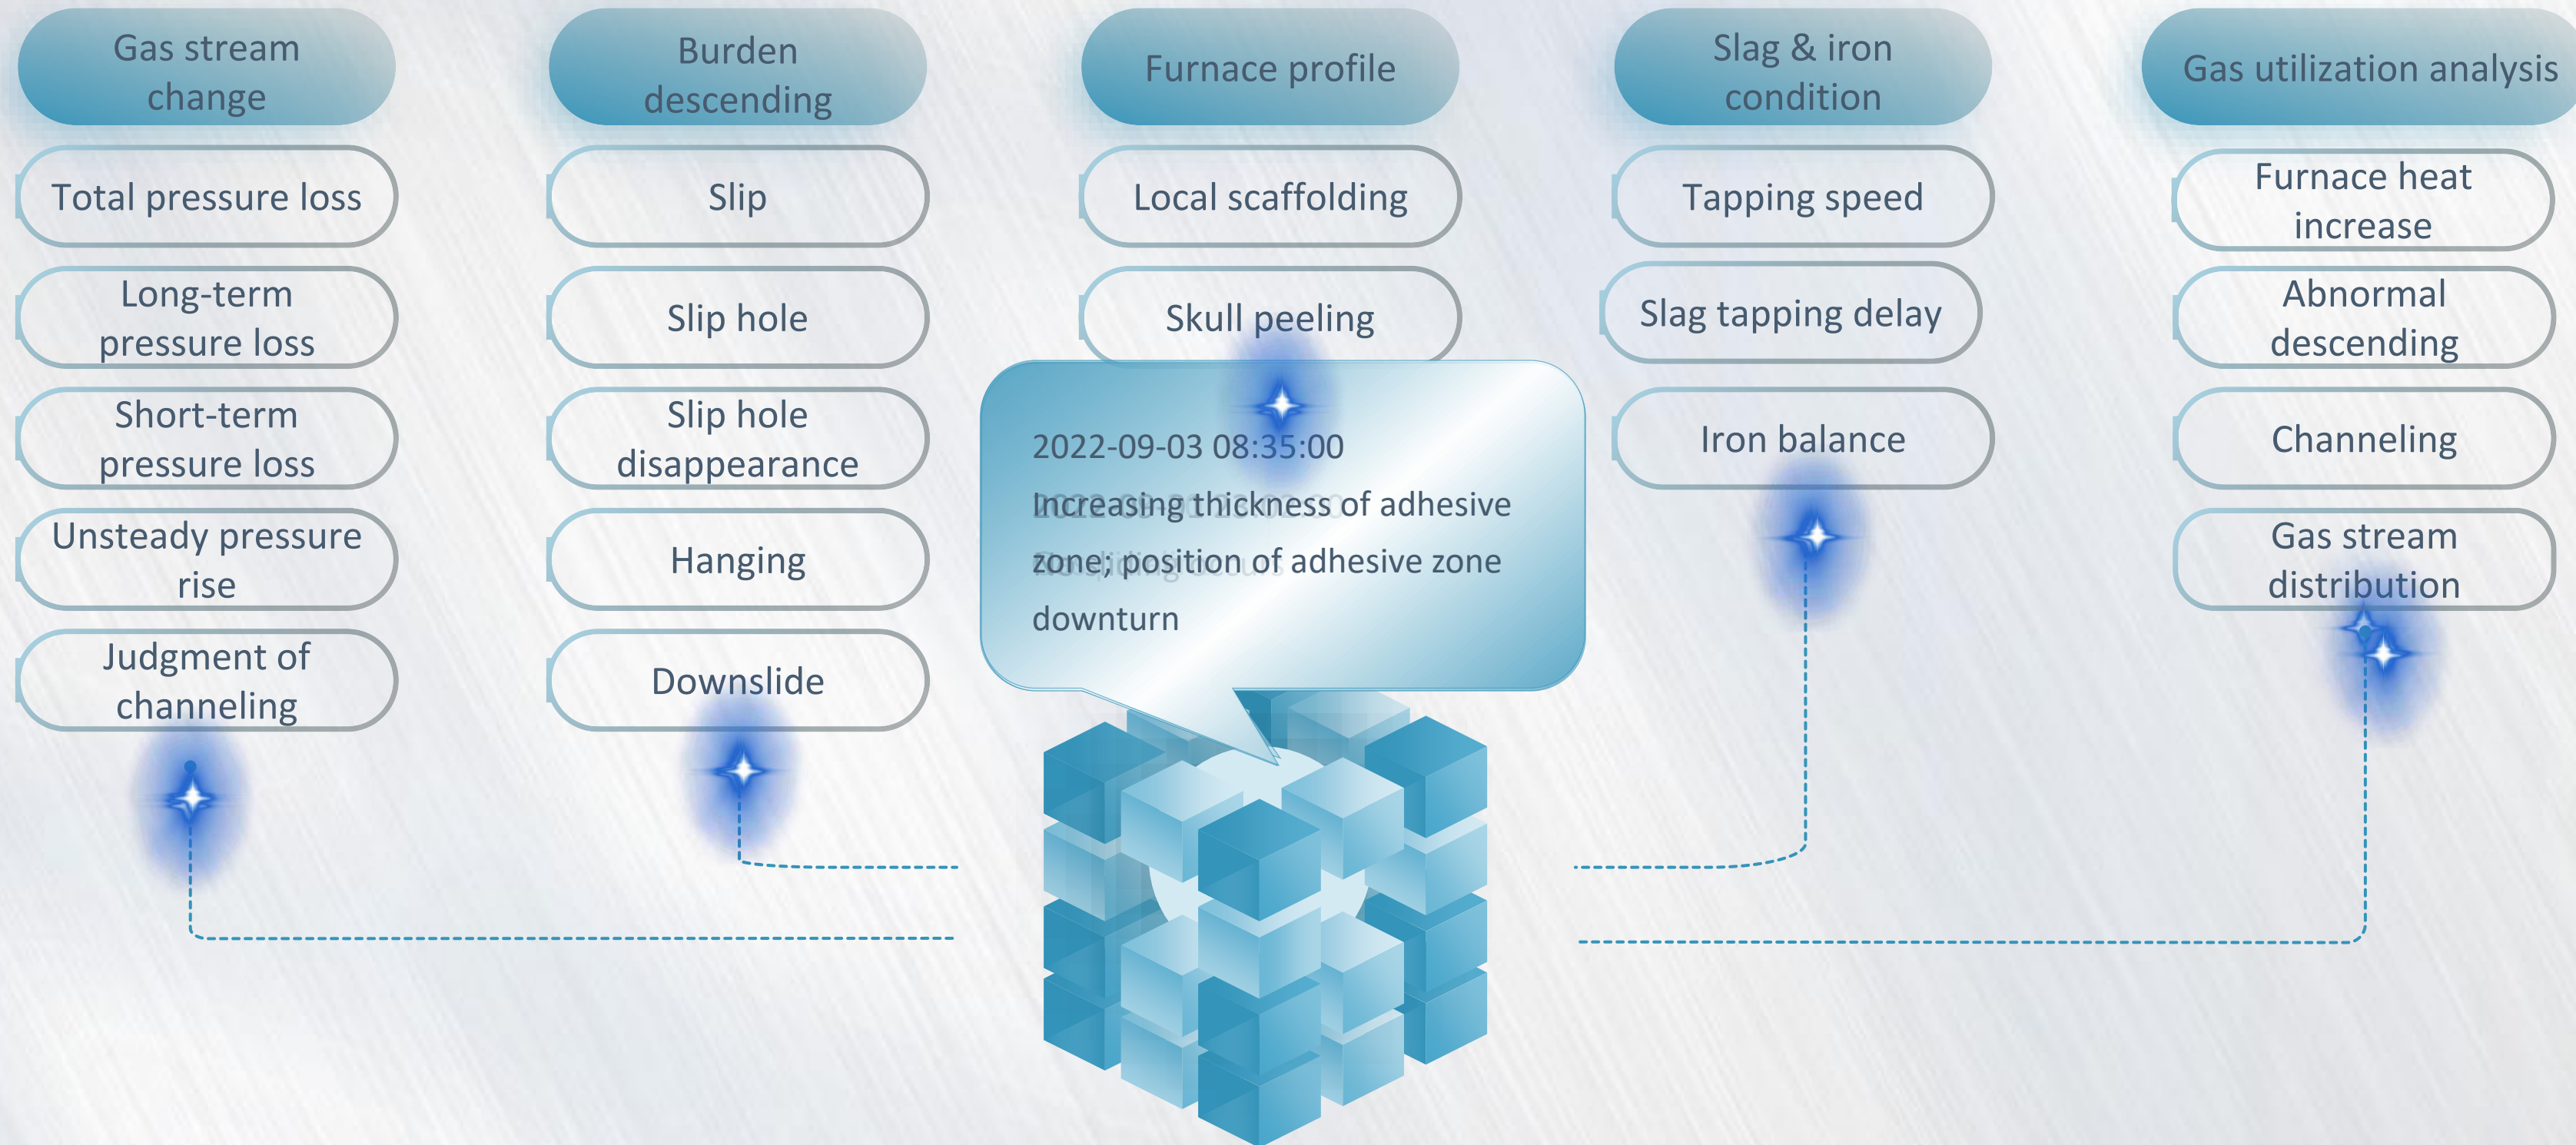 Gas stream
change
Total pressure loss
Long-term
pressure loss
Short-term
pressure loss
Unsteady pressure
rise
Judgment of
channeling
Burden
descending
Slip
Slip hole
Slip hole
disappearance
Hanging
Downslide
Furnace profile
Local scaffolding
Skull peeling
2022-09-03 08:35:00
Increasing thickness of adhesive
zone; position of adhesive zone
downturn
Slag & iron
condition
Tapping speed
Slag tapping delay
Iron balance
Gas utilization analysis
Furnace heat
increase
Abnormal
descending
Channeling
Gas stream
distribution